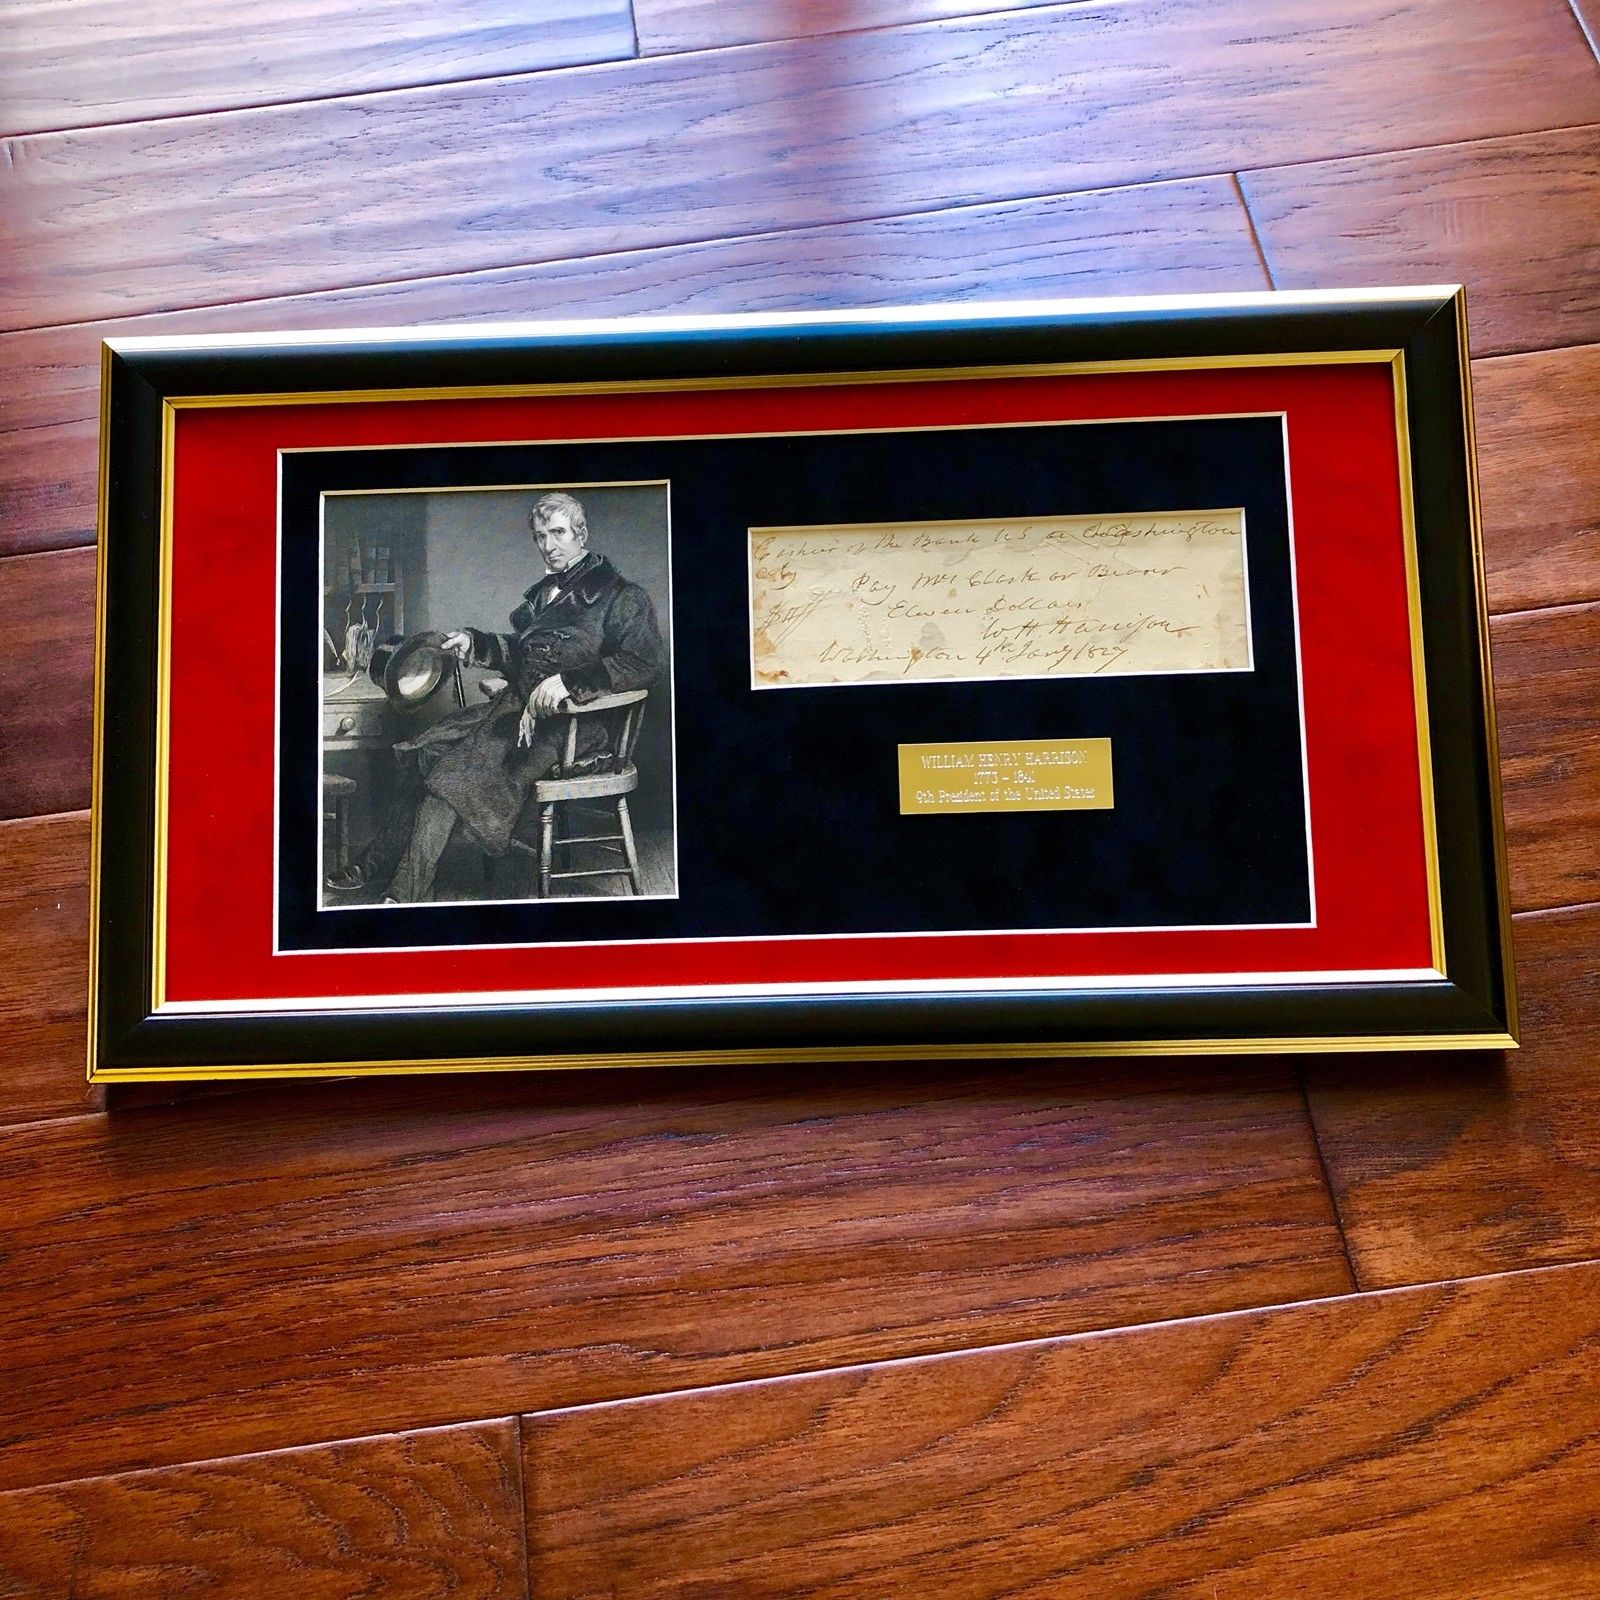 Cashier of the Bank U S at Washington
City Pay Mrs Clark or Bearer
Eleven Dollars
W. H. Harrison
Washington 4th Jany 1827
WILLIAM HENRY HARRISON
1773 - 1841
9th President of the United States